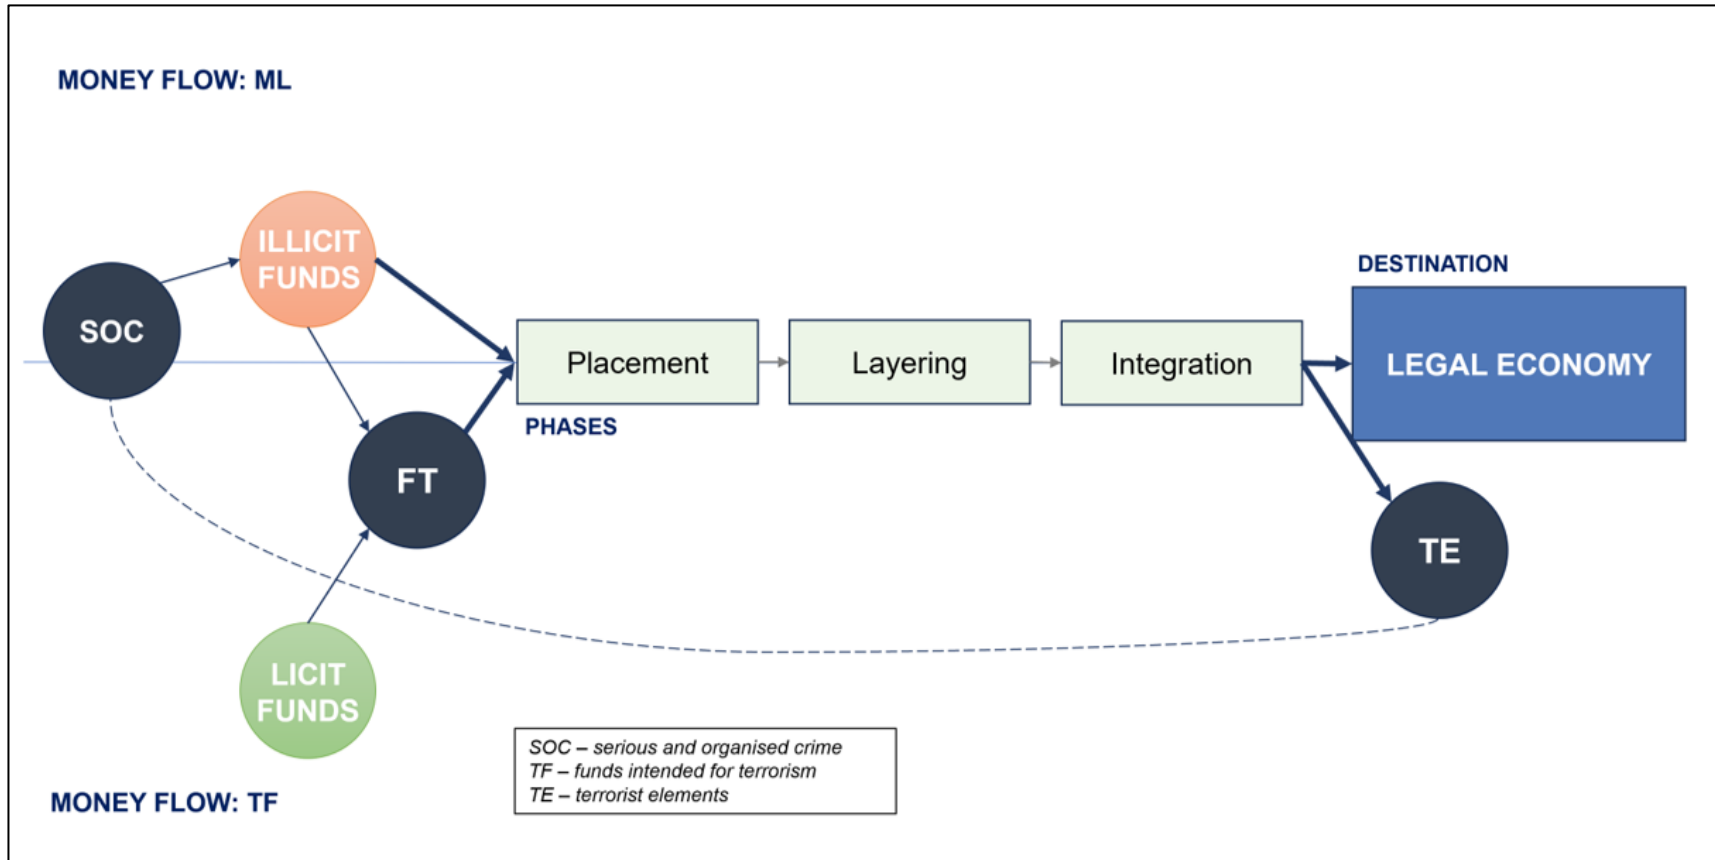 MONEY FLOW: ML
ILLICIT
FUNDS
SOC
DESTINATION
Placement
Layering
Integration
LEGAL ECONOMY
PHASES
FT
TE
LICIT
FUNDS
SOC – serious and organised crime
TF – funds intended for terrorism
TE – terrorist elements
MONEY FLOW: TF